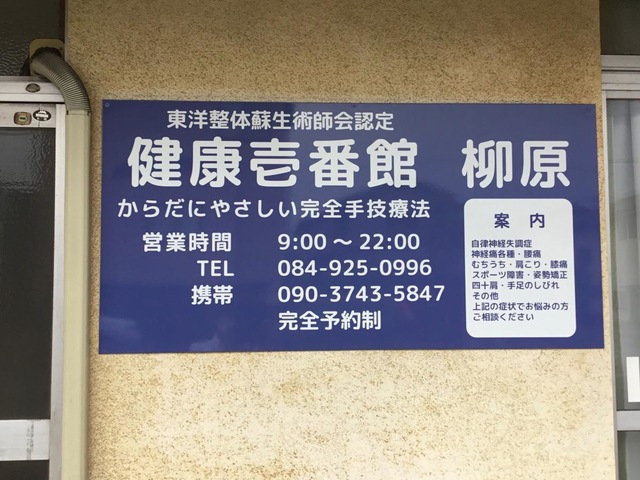 東洋整体蘇生術師会認定
健康壱番館 柳原
からだにやさしい完全手技療法
営業時間 9:00 ～ 22:00
TEL 084-925-0996
携帯 090-3743-5847
完全予約制
案 内
自律神経失調症
神経痛各種・腰痛
むちうち・肩こり・膝痛
スポーツ障害・姿勢矯正
四十肩・手足のしびれ
その他
上記の症状でお悩みの方
ご相談ください